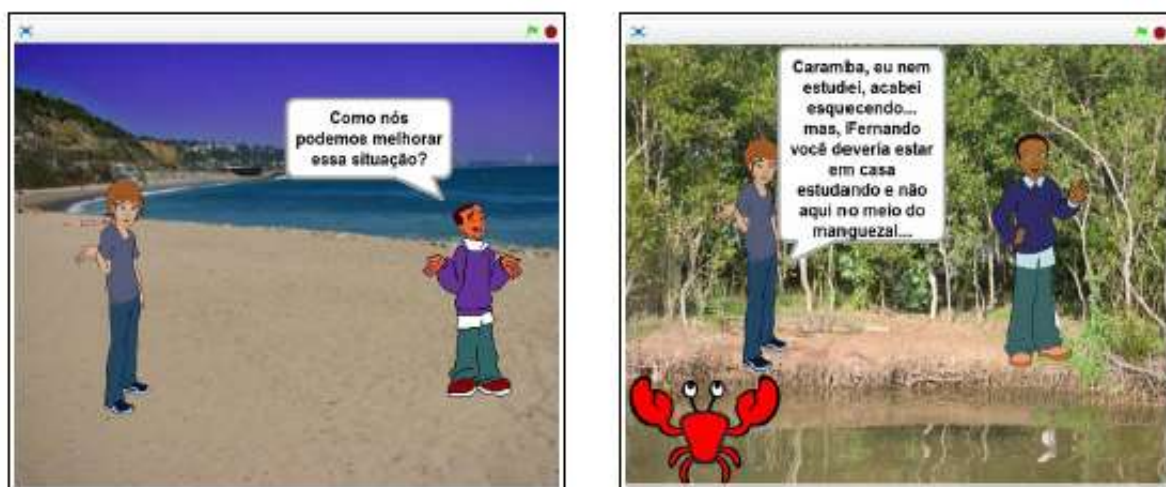 Como nós
podemos melhorar
essa situação?
Caramba, eu nem
estudei, acabei
esquecendo...
mas, Fernando
você deveria estar
em casa
estudando e não
aqui no meio do
manguezal...